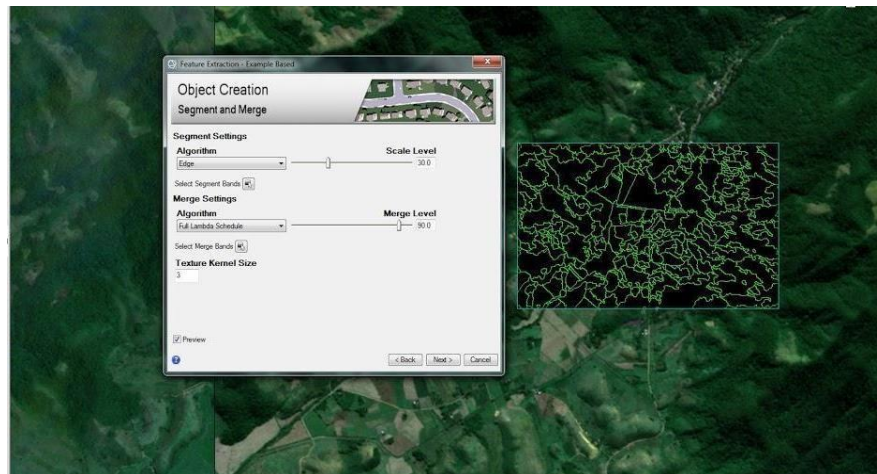 Feature Extraction - Example Based
Object Creation
Segment and Merge
Segment Settings
Algorithm Scale Level
Edge 30.0
Select Segment Bands
Merge Settings
Algorithm Merge Level
Full Lambda Schedule 90.0
Select Merge Bands
Texture Kernel Size
3
Preview
< Back Next > Cancel